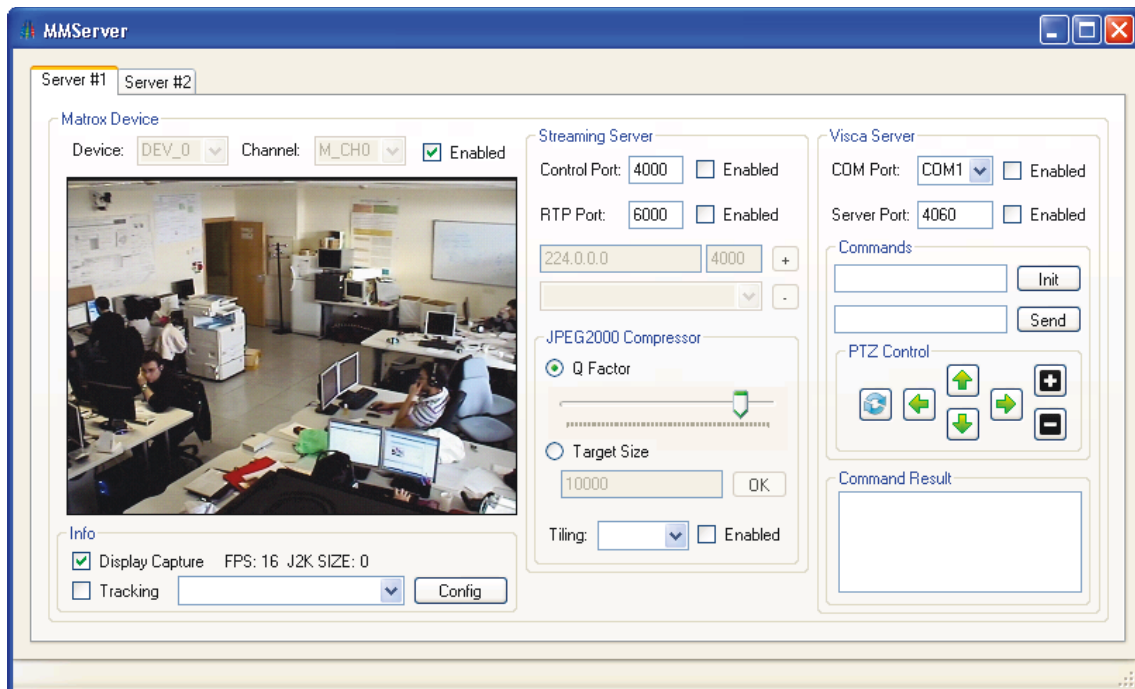 MMServer
Server #1
Server #2
Matrox Device
Device: DEV_0 Channel: M_CH0 Enabled
Info
Display Capture FPS: 16 J2K SIZE: 0
Tracking Config
Streaming Server
Control Port: 4000 Enabled
RTP Port: 6000 Enabled
224.0.0.0 4000 +
-
JPEG2000 Compressor
Q Factor
Target Size
10000 OK
Tiling: Enabled
Visca Server
COM Port: COM1 Enabled
Server Port: 4060 Enabled
Commands
Init
Send
PTZ Control
Command Result